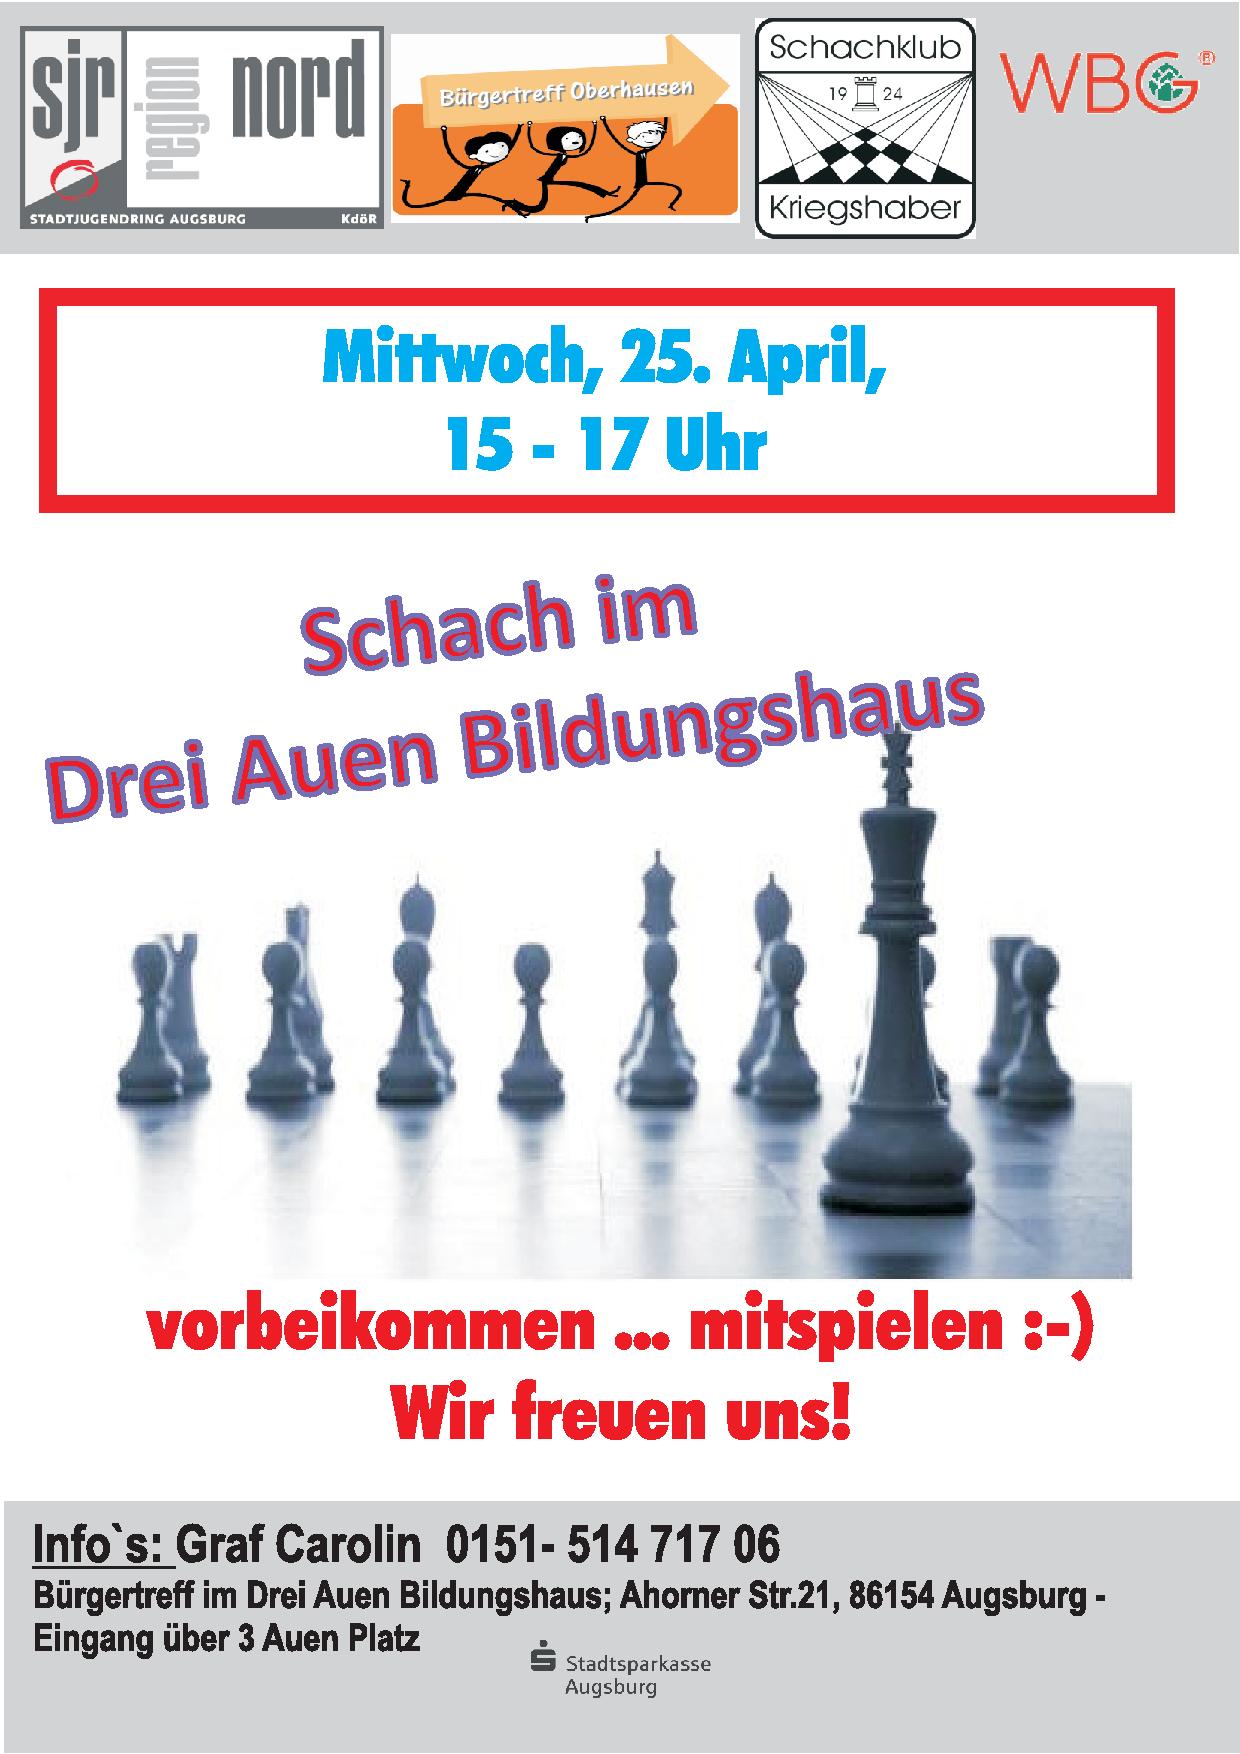 sjr region nord
STADTJUGENDRING AUGSBURG KdöR
Bürgertreff Oberhausen
Schachklub
19 24
Kriegshaber
WBG®
Mittwoch, 25. April,
15 - 17 Uhr
Schach im
Drei Auen Bildungshaus
vorbeikommen ... mitspielen :-)
Wir freuen uns!
Info`s: Graf Carolin 0151- 514 717 06
Bürgertreff im Drei Auen Bildungshaus; Ahorner Str.21, 86154 Augsburg -
Eingang über 3 Auen Platz
Stadtsparkasse
Augsburg